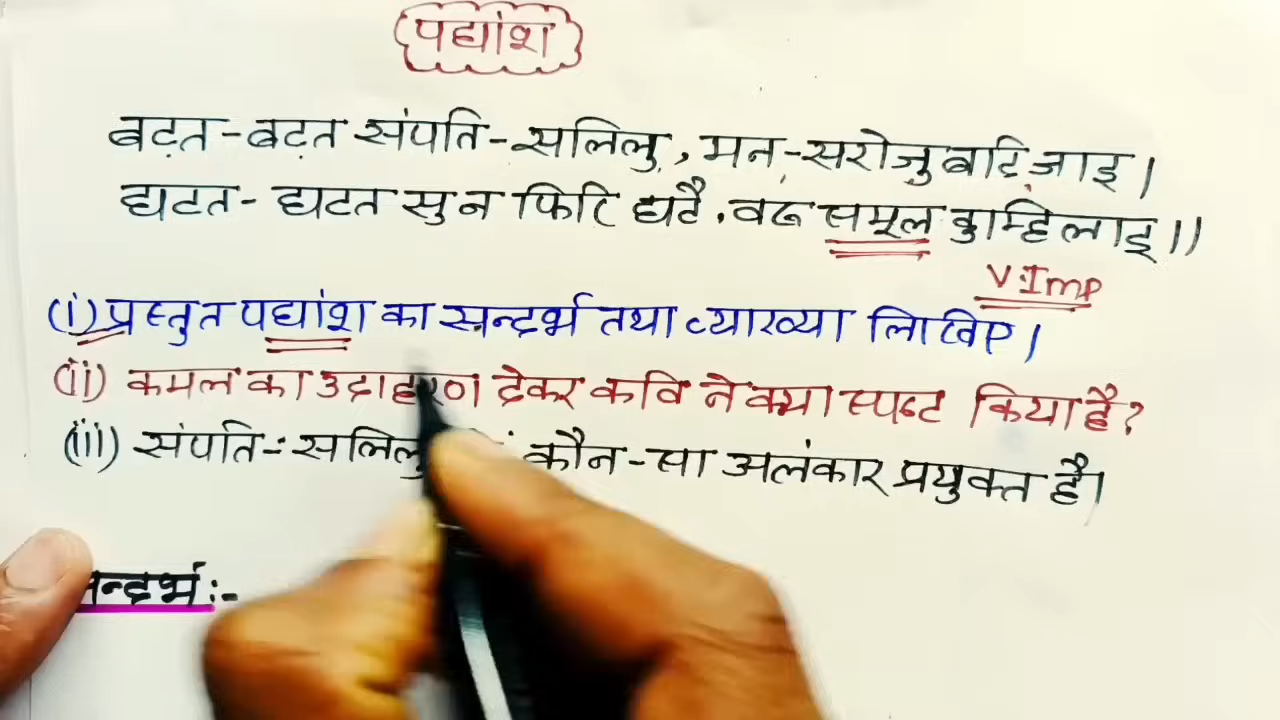 पद्यांश
बढ़त-बढ़त संपति-सलिलु, मन-सरोजु बढ़ि जाइ।
घटत-घटत सु न फिरि घटै, बरु समूल कुम्हिलाइ।।
V.Imp
(i) प्रस्तुत पद्यांश का सन्दर्भ तथा व्याख्या लिखिए।
(ii) कमल का उदाहरण देकर कवि ने क्या स्पष्ट किया है?
(iii) संपति-सलिलु कौन-सा अलंकार प्रयुक्त है।
न्दर्भ:-